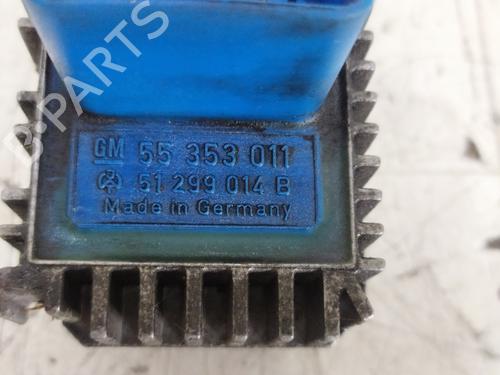 B-PARTS
GM 55 353 011
51 299 014 B
Made in Germany